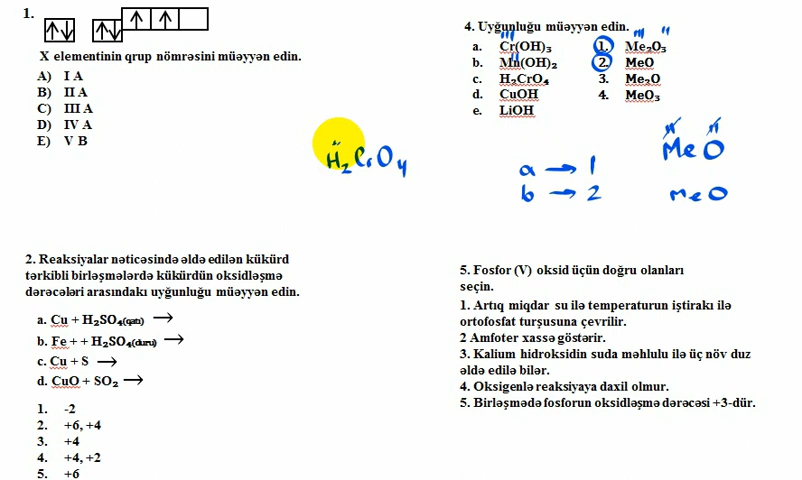 1.
X elementinin qrup nömrəsini müəyyən edin.
A) I A
B) II A
C) III A
D) IV A
E) V B
2. Reaksiyalar nəticəsində əldə edilən kükürd
tərkibli birləşmələrdə kükürdün oksidləşmə
dərəcələri arasındakı uyğunluğu müəyyən edin.
a. Cu + H₂SO₄(qatı) →
b. Fe + + H₂SO₄(duru) →
c. Cu + S →
d. CuO + SO₂ →
1. -2
2. +6, +4
3. +4
4. +4, +2
5. +6
4. Uyğunluğu müəyyən edin.
a. Cr(OH)₃ 1. Me₂O₃
b. Mn(OH)₂ 2. MeO
c. H₂CrO₄ 3. Me₂O
d. CuOH 4. MeO₃
e. LiOH
H₂CrO₄
MeO
a → 1
b → 2 MeO
5. Fosfor (V) oksid üçün doğru olanları
seçin.
1. Artıq miqdar su ilə temperaturun iştirakı ilə
ortofosfat turşusuna çevrilir.
2 Amfoter xassə göstərir.
3. Kalium hidroksidin suda məhlulu ilə üç növ duz
əldə edilə bilər.
4. Oksigenlə reaksiyaya daxil olmur.
5. Birləşmədə fosforun oksidləşmə dərəcəsi +3-dür.